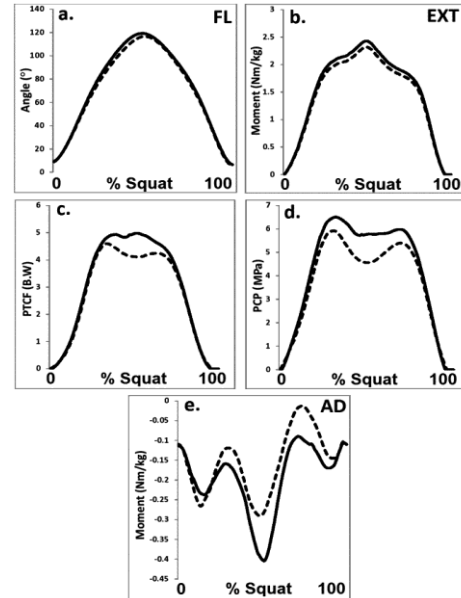 a. FL
Angle (°)
140
120
100
80
60
40
20
0
0 % Squat 100
b. EXT
Moment (Nm/kg)
3
2.5
2
1.5
1
0.5
0
0 % Squat 100
c.
PTCF (B.W)
6
5
4
3
2
1
0
0 % Squat 100
d.
PCP (MPa)
7
6
5
4
3
2
1
0
0 % Squat 100
e. AD
Moment (Nm/kg)
0
-0.05
-0.1
-0.15
-0.2
-0.25
-0.3
-0.35
-0.4
-0.45
0 % Squat 100